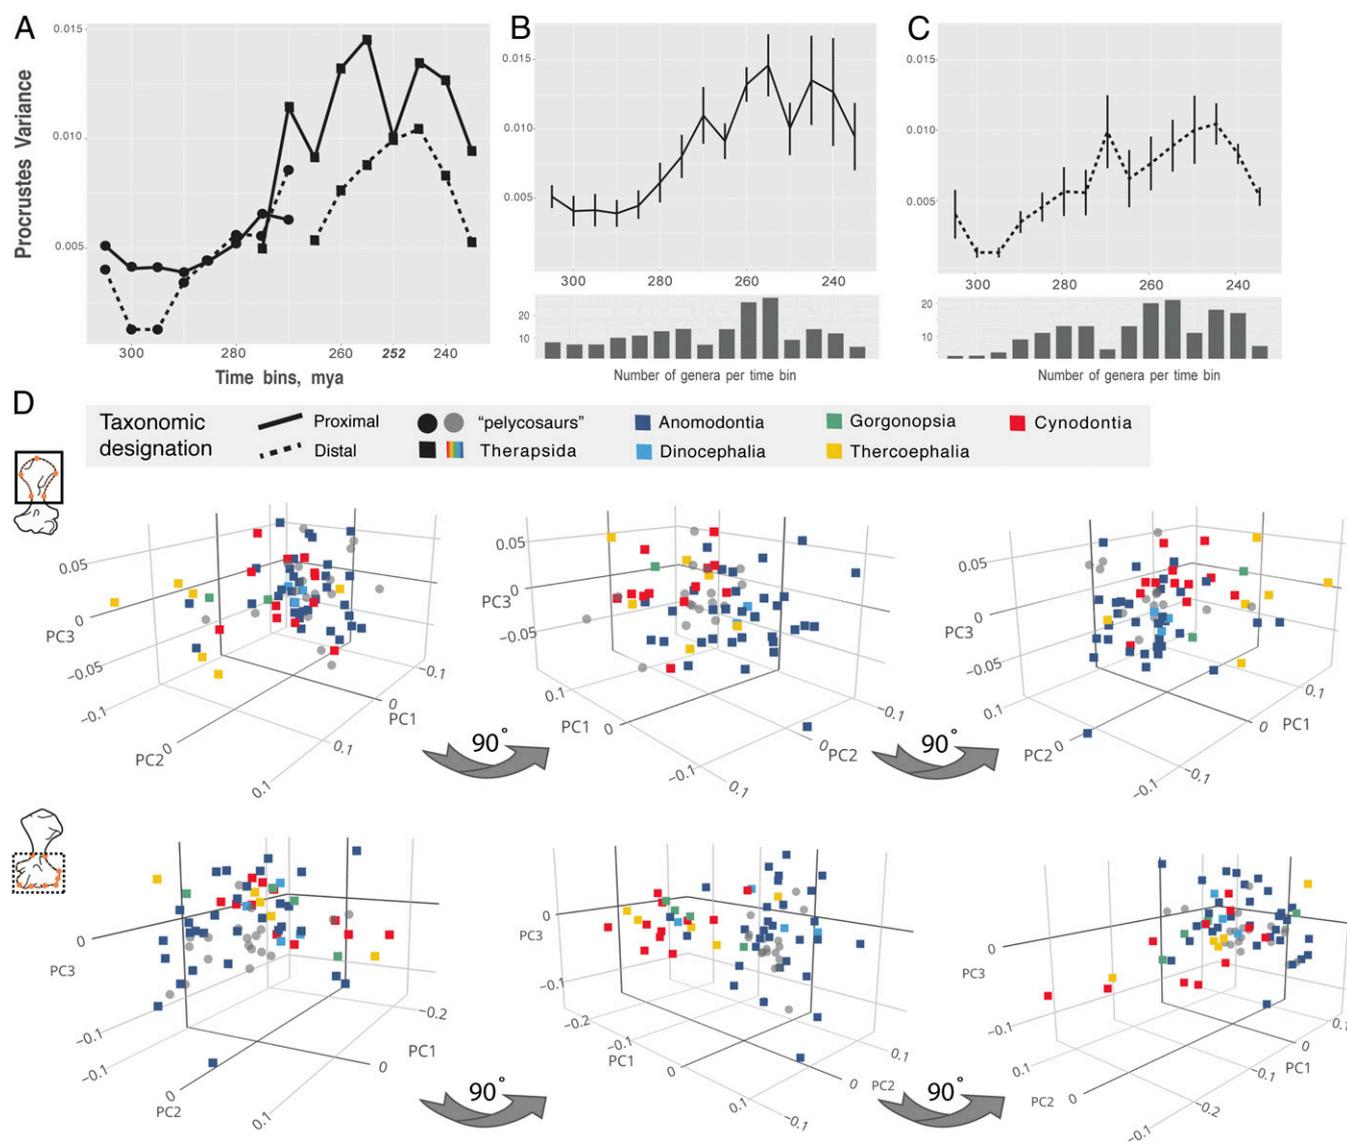 A
B
C
Procrustes Variance
0.015
0.010
0.005
300
280
260
252
240
Time bins, mya
0.015
0.010
0.005
300
280
260
240
20
10
Number of genera per time bin
0.015
0.010
0.005
300
280
260
240
20
10
Number of genera per time bin
D
Taxonomic designation
Proximal
Distal
“pelycosaurs”
Therapsida
Anomodontia
Dinocephalia
Gorgonopsia
Thercoephalia
Cynodontia
0.05
0
PC3
−0.05
−0.1
PC2
0
0.1
0.1
PC1
0
−0.1
90°
0.05
0
PC3
−0.05
0.1
PC1
0
−0.1
0.1
0
PC2
−0.1
90°
0.05
0
PC3
−0.05
0.1
PC2
0
−0.1
−0.1
0
PC1
0.1
0
PC3
−0.1
−0.1
0
PC2
0.1
0
PC1
−0.2
90°
0
PC3
−0.1
−0.2
−0.1
PC1
0
0.1
−0.1
0
PC2
0.1
90°
0
PC3
−0.1
0.1
PC2
0
−0.1
−0.2
−0.1
0
PC1
0.1